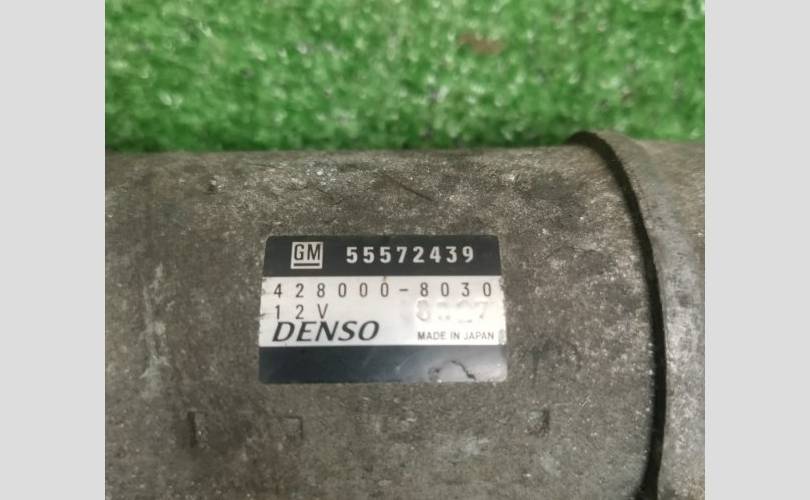 GM 55572439
428000-8030
12V
DENSO MADE IN JAPAN